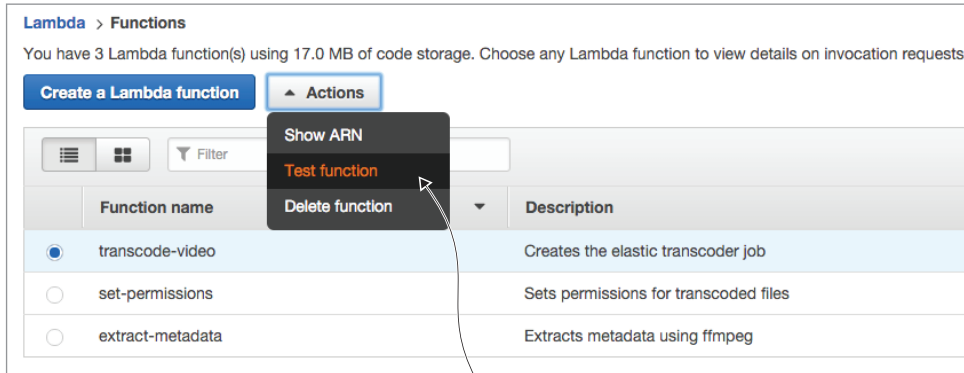 Lambda > Functions
You have 3 Lambda function(s) using 17.0 MB of code storage. Choose any Lambda function to view details on invocation requests
Create a Lambda function Actions
Show ARN
Filter
Test function
Delete function
Function name Description
transcode-video Creates the elastic transcoder job
set-permissions Sets permissions for transcoded files
extract-metadata Extracts metadata using ffmpeg